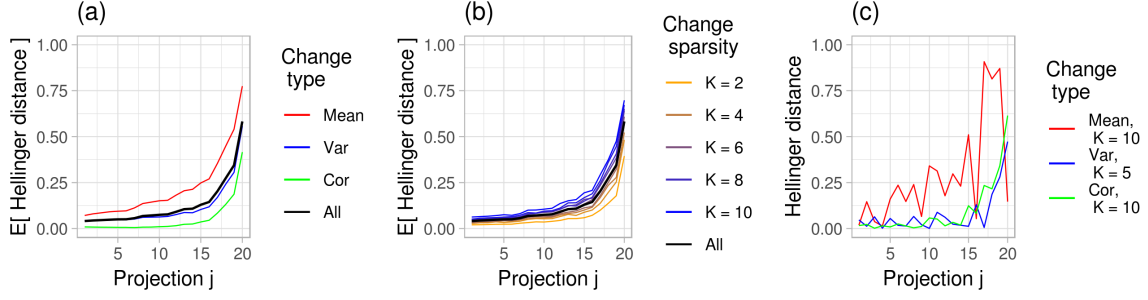 (a)
E[ Hellinger distance ]
1.00
0.75
0.50
0.25
0.00
5
10
15
20
Projection j
Change
type
Mean
Var
Cor
All
(b)
E[ Hellinger distance ]
1.00
0.75
0.50
0.25
0.00
5
10
15
20
Projection j
Change
sparsity
K = 2
K = 4
K = 6
K = 8
K = 10
All
(c)
Hellinger distance
1.00
0.75
0.50
0.25
0.00
5
10
15
20
Projection j
Change
type
Mean,
K = 10
Var,
K = 5
Cor,
K = 10